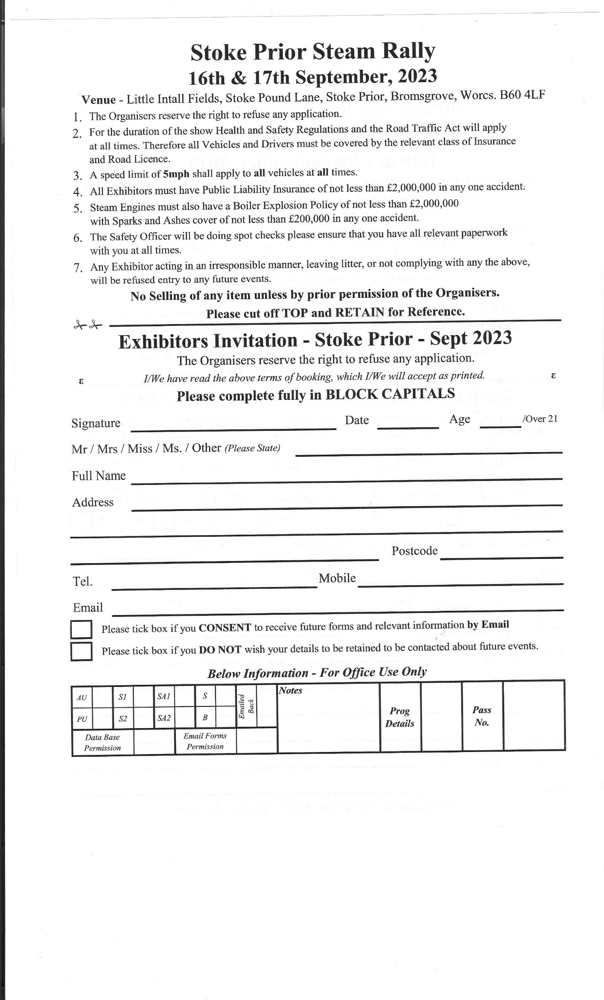 Stoke Prior Steam Rally
16th & 17th September, 2023
Venue - Little Intall Fields, Stoke Pound Lane, Stoke Prior, Bromsgrove, Worcs. B60 4LF
1. The Organisers reserve the right to refuse any application.
2. For the duration of the show Health and Safety Regulations and the Road Traffic Act will apply
at all times. Therefore all Vehicles and Drivers must be covered by the relevant class of Insurance
and Road Licence.
3. A speed limit of 5mph shall apply to all vehicles at all times.
4. All Exhibitors must have Public Liability Insurance of not less than £2,000,000 in any one accident.
5. Steam Engines must also have a Boiler Explosion Policy of not less than £2,000,000
with Sparks and Ashes cover of not less than £200,000 in any one accident.
6. The Safety Officer will be doing spot checks please ensure that you have all relevant paperwork
with you at all times.
7. Any Exhibitor acting in an irresponsible manner, leaving litter, or not complying with any the above,
will be refused entry to any future events.
No Selling of any item unless by prior permission of the Organisers.
Please cut off TOP and RETAIN for Reference.
Exhibitors Invitation - Stoke Prior - Sept 2023
The Organisers reserve the right to refuse any application.
ε I/We have read the above terms of booking, which I/We will accept as printed. ε
Please complete fully in BLOCK CAPITALS
Signature Date Age /Over 21
Mr / Mrs / Miss / Ms. / Other (Please State)
Full Name
Address
Postcode
Tel. Mobile
Email
Please tick box if you CONSENT to receive future forms and relevant information by Email
Please tick box if you DO NOT wish your details to be retained to be contacted about future events.
Below Information - For Office Use Only
AU S1 SA1 S
PU S2 SA2 B
Emailed
Back
Data Base
Permission
Email Forms
Permission
Notes
Prog
Details
Pass
No.